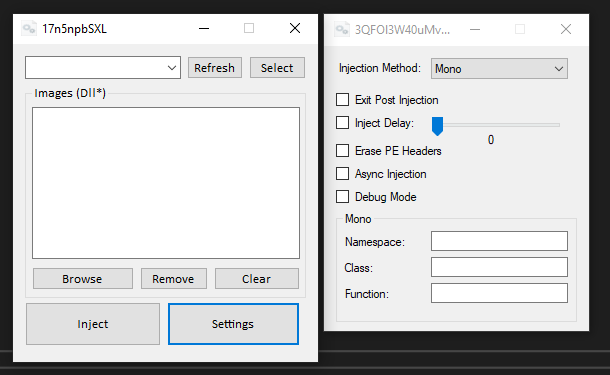 17n5npbSXL
Refresh
Select
Images (Dll*)
Browse
Remove
Clear
Inject
Settings
3QFOI3W40uMv...
Injection Method:
Mono
Exit Post Injection
Inject Delay:
0
Erase PE Headers
Async Injection
Debug Mode
Mono
Namespace:
Class:
Function: